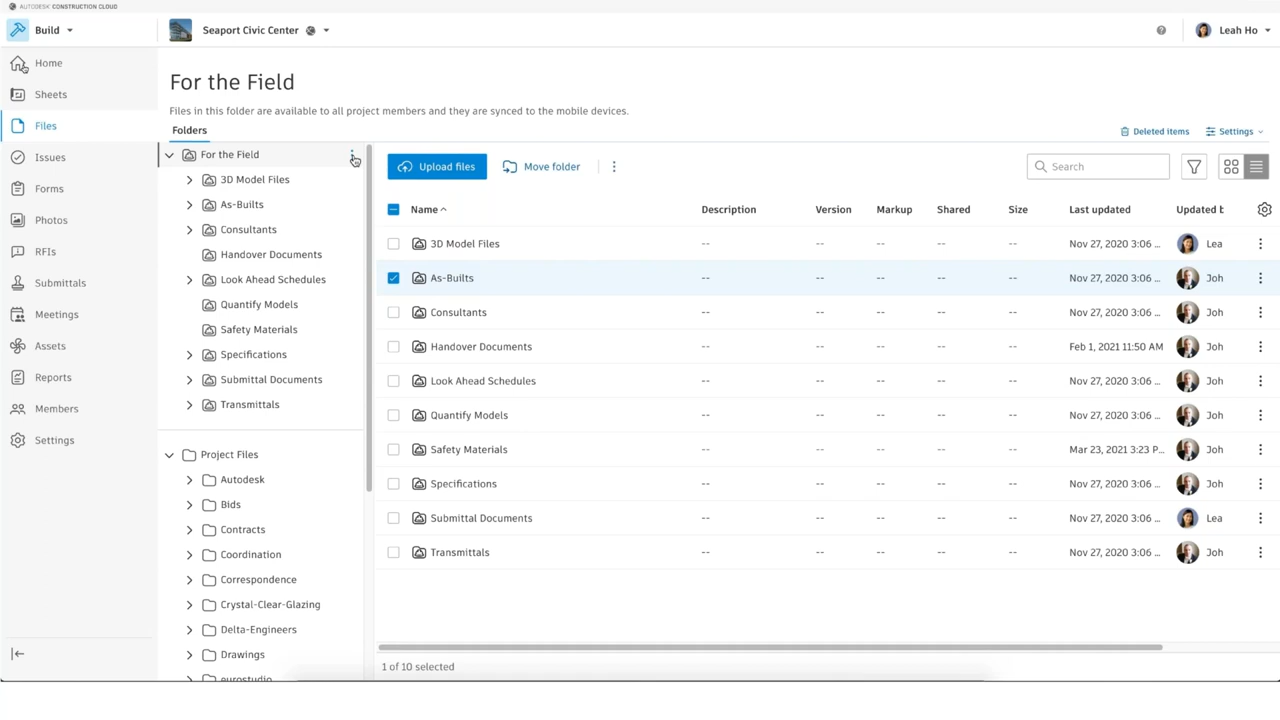 AUTODESK CONSTRUCTION CLOUD
Build
Seaport Civic Center
Leah Ho
Home
Sheets
Files
Issues
Forms
Photos
RFIs
Submittals
Meetings
Assets
Reports
Members
Settings
For the Field
Files in this folder are available to all project members and they are synced to the mobile devices.
Folders
Deleted items
Settings
For the Field
3D Model Files
As-Builts
Consultants
Handover Documents
Look Ahead Schedules
Quantify Models
Safety Materials
Specifications
Submittal Documents
Transmittals
Project Files
Autodesk
Bids
Contracts
Coordination
Correspondence
Crystal-Clear-Glazing
Delta-Engineers
Drawings
eurostudio
Upload files
Move folder
Search
Name Description Version Markup Shared Size Last updated Updated b
3D Model Files -- -- -- -- -- Nov 27, 2020 3:06 ... Lea
As-Builts -- -- -- -- -- Nov 27, 2020 3:06 ... Joh
Consultants -- -- -- -- -- Nov 27, 2020 3:06 ... Joh
Handover Documents -- -- -- -- -- Feb 1, 2021 11:50 AM Joh
Look Ahead Schedules -- -- -- -- -- Nov 27, 2020 3:06 ... Joh
Quantify Models -- -- -- -- -- Nov 27, 2020 3:06 ... Joh
Safety Materials -- -- -- -- -- Mar 23, 2021 3:23 P... Joh
Specifications -- -- -- -- -- Nov 27, 2020 3:06 ... Joh
Submittal Documents -- -- -- -- -- Nov 27, 2020 3:06 ... Lea
Transmittals -- -- -- -- -- Nov 27, 2020 3:06 ... Joh
1 of 10 selected